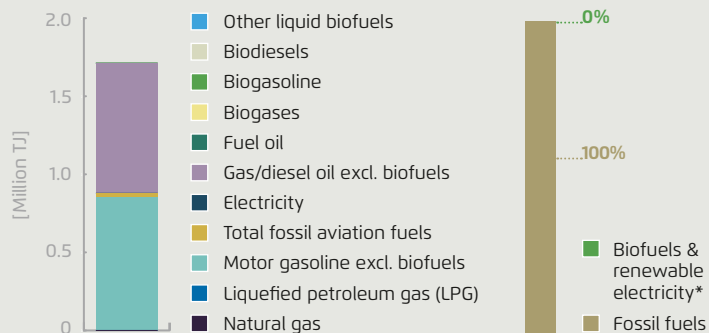 [Million TJ]
2.0
1.5
1.0
0.5
0
Other liquid biofuels
Biodiesels
Biogasoline
Biogases
Fuel oil
Gas/diesel oil excl. biofuels
Electricity
Total fossil aviation fuels
Motor gasoline excl. biofuels
Liquefied petroleum gas (LPG)
Natural gas
0%
100%
Biofuels &
renewable
electricity*
Fossil fuels